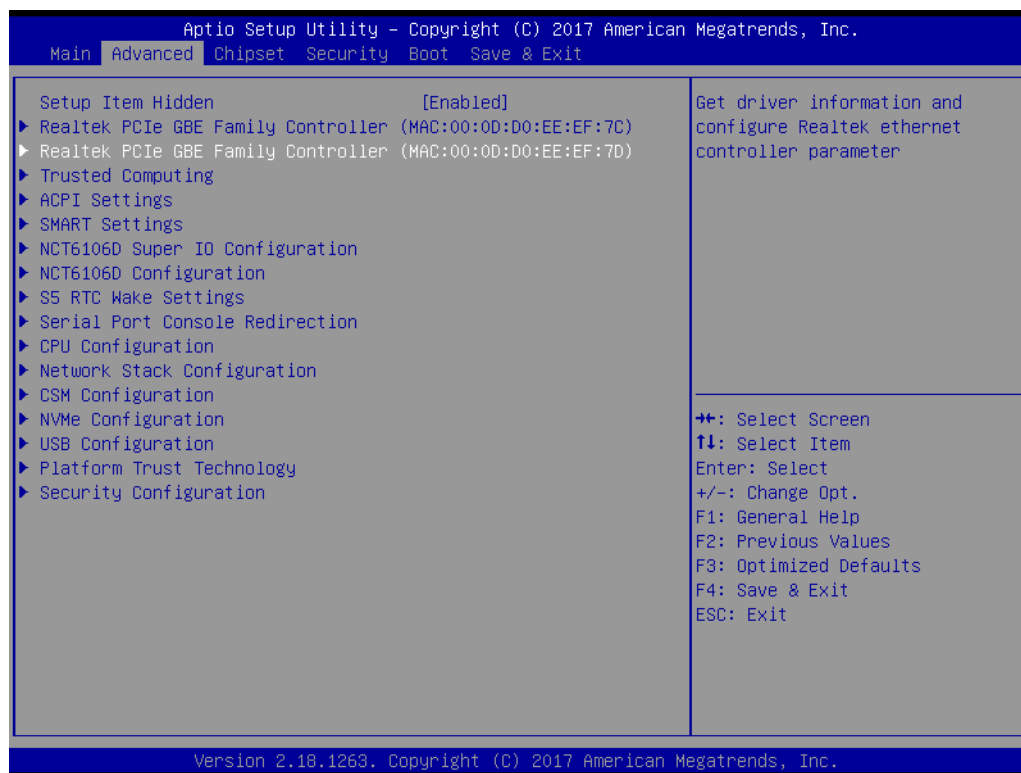 Aptio Setup Utility – Copyright (C) 2017 American Megatrends, Inc.
Main Advanced Chipset Security Boot Save & Exit
Setup Item Hidden [Enabled]
Realtek PCIe GBE Family Controller (MAC:00:0D:D0:EE:EF:7C)
Realtek PCIe GBE Family Controller (MAC:00:0D:D0:EE:EF:7D)
Trusted Computing
ACPI Settings
SMART Settings
NCT6106D Super IO Configuration
NCT6106D Configuration
S5 RTC Wake Settings
Serial Port Console Redirection
CPU Configuration
Network Stack Configuration
CSM Configuration
NVMe Configuration
USB Configuration
Platform Trust Technology
Security Configuration
Get driver information and
configure Realtek ethernet
controller parameter
→←: Select Screen
↑↓: Select Item
Enter: Select
+/-: Change Opt.
F1: General Help
F2: Previous Values
F3: Optimized Defaults
F4: Save & Exit
ESC: Exit
Version 2.18.1263. Copyright (C) 2017 American Megatrends, Inc.